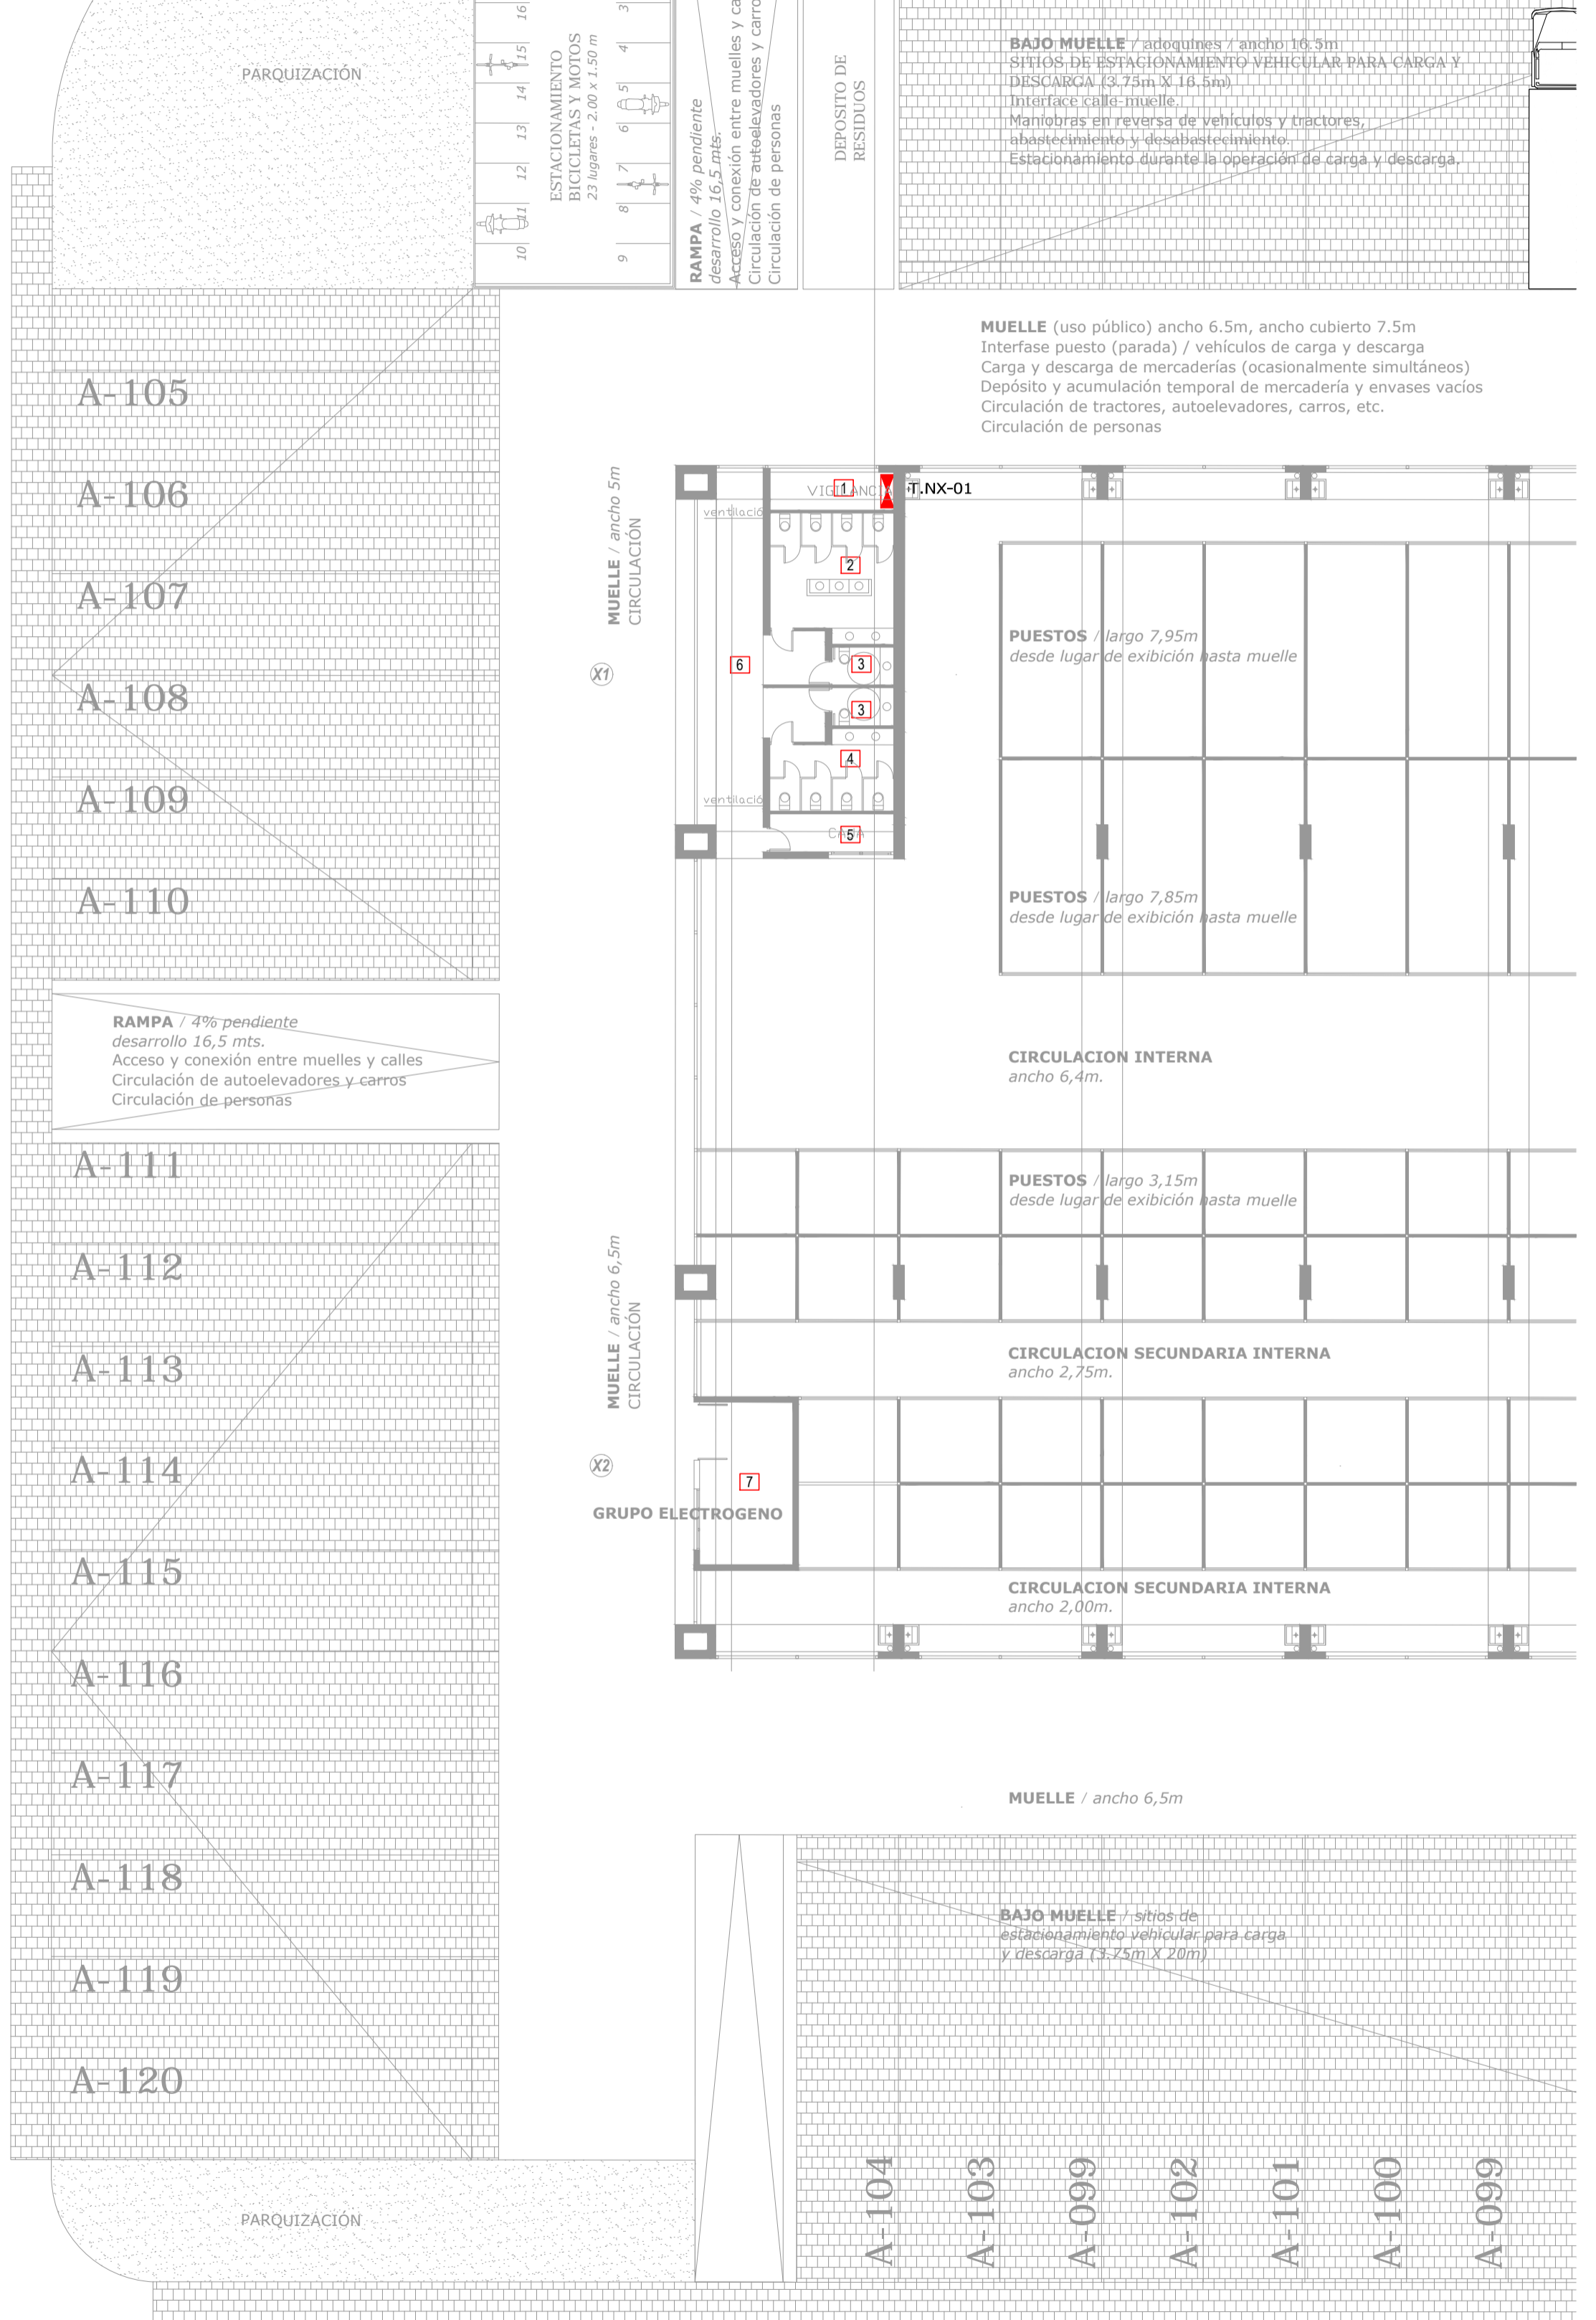 PARQUIZACIÓN
16
15
14
13
12
11
10
ESTACIONAMIENTO
BICICLETAS Y MOTOS
23 lugares - 2.00 x 1.50 m
3
4
5
6
7
8
9
RAMPA / 4% pendiente
desarrollo 16,5 mts.
Acceso y conexión entre muelles y
Circulación de autoelevadores y
Circulación de personas
DEPOSITO DE
RESIDUOS
BAJO MUELLE / adoquines / ancho 16.5m
SITIOS DE ESTACIONAMIENTO VEHICULAR PARA CARGA Y
DESCARGA (3.75m X 16.5m)
Interface calle-muelle.
Maniobras en reversa de vehículos y tractores,
abastecimiento y desabastecimiento.
Estacionamiento durante la operación de carga y descarga.
MUELLE (uso público) ancho 6.5m, ancho cubierto 7.5m
Interfase puesto (parada) / vehículos de carga y descarga
Carga y descarga de mercaderías (ocasionalmente simultáneos)
Depósito y acumulación temporal de mercadería y envases vacíos
Circulación de tractores, autoelevadores, carros, etc.
Circulación de personas
A-105
A-106
A-107
A-108
A-109
A-110
MUELLE / ancho 5m
CIRCULACIÓN
X1
VIGILANCIA
1
T.NX-01
ventilació
2
6
3
3
4
ventilació
CAJA
5
PUESTOS / largo 7,95m
desde lugar de exibición hasta muelle
PUESTOS / largo 7,85m
desde lugar de exibición hasta muelle
RAMPA / 4% pendiente
desarrollo 16,5 mts.
Acceso y conexión entre muelles y calles
Circulación de autoelevadores y carros
Circulación de personas
CIRCULACION INTERNA
ancho 6,4m.
A-111
A-112
A-113
A-114
A-115
A-116
A-117
A-118
A-119
A-120
PUESTOS / largo 3,15m
desde lugar de exibición hasta muelle
MUELLE / ancho 6,5m
CIRCULACIÓN
CIRCULACION SECUNDARIA INTERNA
ancho 2,75m.
X2
7
GRUPO ELECTROGENO
CIRCULACION SECUNDARIA INTERNA
ancho 2,00m.
MUELLE / ancho 6,5m
BAJO MUELLE / sitios de
estacionamiento vehicular para carga
y descarga (3.75m X 20m)
A-104
A-103
A-099
A-102
A-101
A-100
A-099
PARQUIZACIÓN